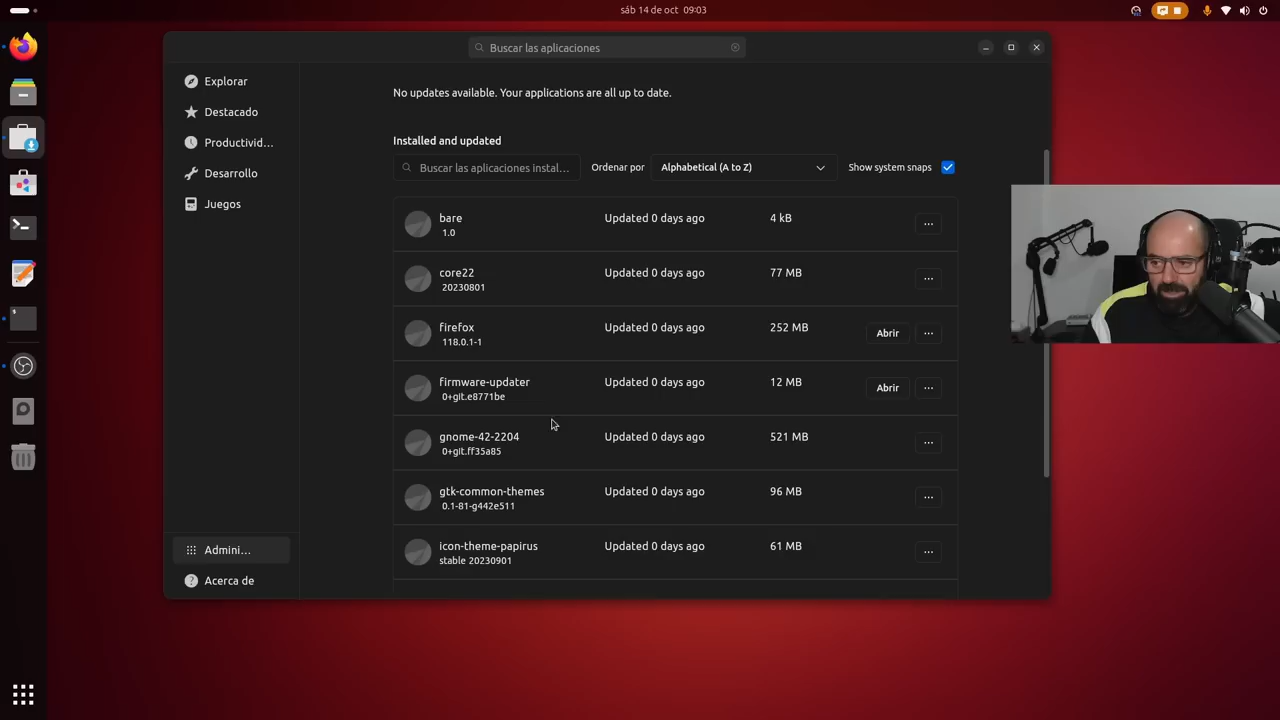 sáb 14 de oct 09:03
Buscar las aplicaciones
Explorar
Destacado
Productivid...
Desarrollo
Juegos
Admini...
Acerca de
No updates available. Your applications are all up to date.
Installed and updated
Buscar las aplicaciones instal...
Ordenar por
Alphabetical (A to Z)
Show system snaps
bare Updated 0 days ago 4 kB
1.0
core22 Updated 0 days ago 77 MB
20230801
firefox Updated 0 days ago 252 MB Abrir
118.0.1-1
firmware-updater Updated 0 days ago 12 MB Abrir
0+git.e8771be
gnome-42-2204 Updated 0 days ago 521 MB
0+git.ff35a85
gtk-common-themes Updated 0 days ago 96 MB
0.1-81-g442e511
icon-theme-papirus Updated 0 days ago 61 MB
stable 20230901